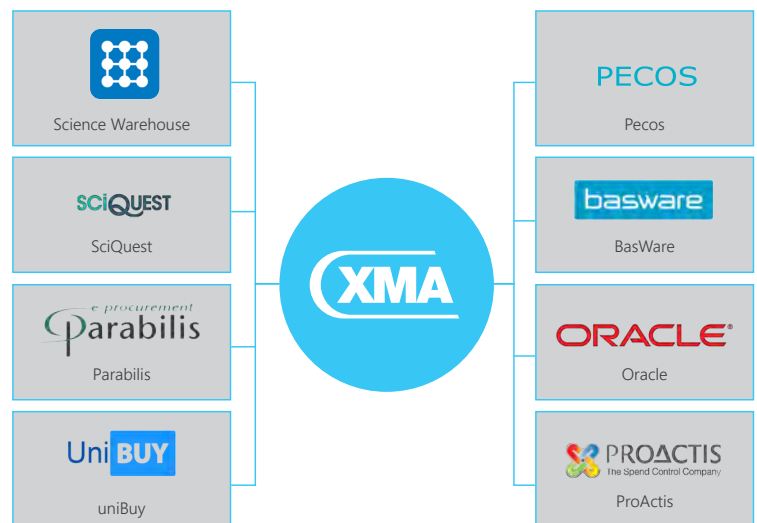 Science Warehouse
SCiQUEST
SciQuest
e procurement
Parabilis
Parabilis
UniBUY
uniBuy
XMA
PECOS
Pecos
basware
BasWare
ORACLE®
Oracle
PROACTIS
The Spend Control Company
ProActis